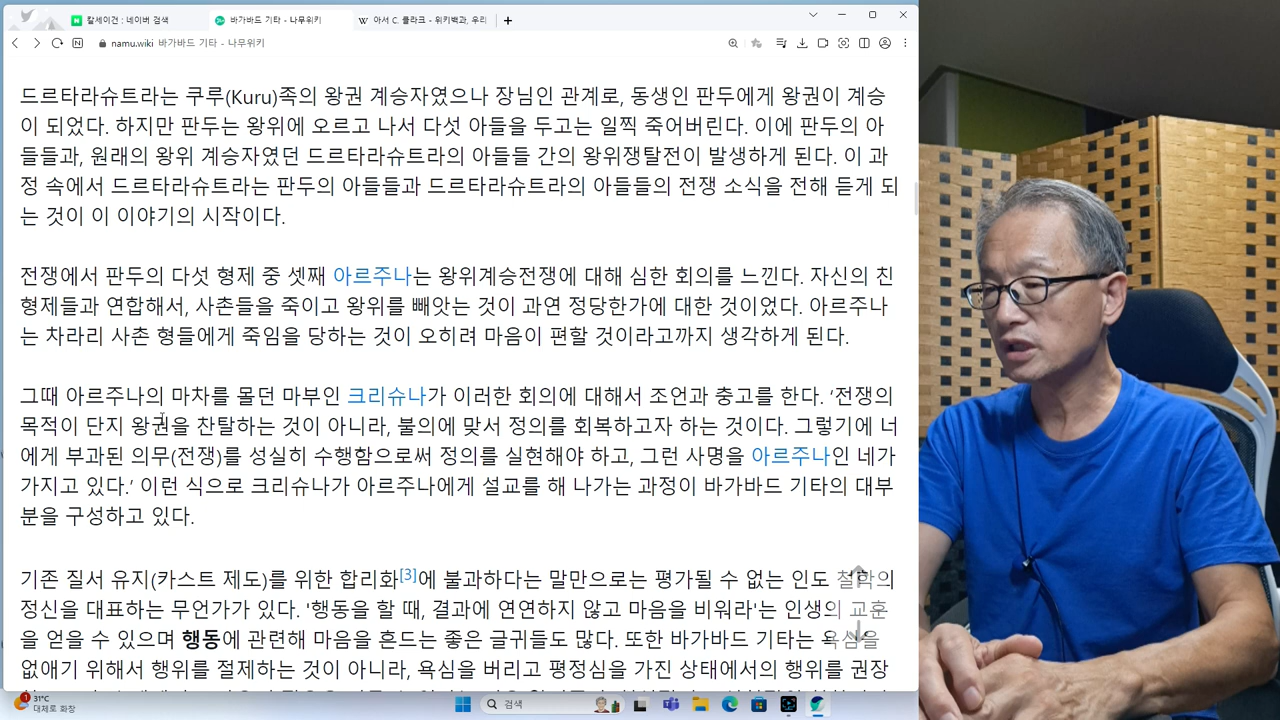 칼세이건 : 네이버 검색
바가바드 기타 - 나무위키
W 아서 C. 클라크 - 위키백과, 우리
namu.wiki 바가바드 기타 - 나무위키
드르타라슈트라는 쿠루(Kuru)족의 왕권 계승자였으나 장님인 관계로, 동생인 판두에게 왕권이 계승
이 되었다. 하지만 판두는 왕위에 오르고 나서 다섯 아들을 두고는 일찍 죽어버린다. 이에 판두의 아
들들과, 원래의 왕위 계승자였던 드르타라슈트라의 아들들 간의 왕위쟁탈전이 발생하게 된다. 이 과
정 속에서 드르타라슈트라는 판두의 아들들과 드르타라슈트라의 아들들의 전쟁 소식을 전해 듣게 되
는 것이 이 이야기의 시작이다.
전쟁에서 판두의 다섯 형제 중 셋째 아르주나는 왕위계승전쟁에 대해 심한 회의를 느낀다. 자신의 친
형제들과 연합해서, 사촌들을 죽이고 왕위를 빼앗는 것이 과연 정당한가에 대한 것이었다. 아르주나
는 차라리 사촌 형들에게 죽임을 당하는 것이 오히려 마음이 편할 것이라고까지 생각하게 된다.
그때 아르주나의 마차를 몰던 마부인 크리슈나가 이러한 회의에 대해서 조언과 충고를 한다. ‘전쟁의
목적이 단지 왕권을 찬탈하는 것이 아니라, 불의에 맞서 정의를 회복하고자 하는 것이다. 그렇기에 너
에게 부과된 의무(전쟁)를 성실히 수행함으로써 정의를 실현해야 하고, 그런 사명을 아르주나인 네가
가지고 있다.’ 이런 식으로 크리슈나가 아르주나에게 설교를 해 나가는 과정이 바가바드 기타의 대부
분을 구성하고 있다.
기존 질서 유지(카스트 제도)를 위한 합리화[3]에 불과하다는 말만으로는 평가될 수 없는 인도 철학의
정신을 대표하는 무언가가 있다. '행동을 할 때, 결과에 연연하지 않고 마음을 비워라'는 인생의 교훈
을 얻을 수 있으며 행동에 관련해 마음을 흔드는 좋은 글귀들도 많다. 또한 바가바드 기타는 욕심을
없애기 위해서 행위를 절제하는 것이 아니라, 욕심을 버리고 평정심을 가진 상태에서의 행위를 권장
1
31°C
대체로 화창
검색